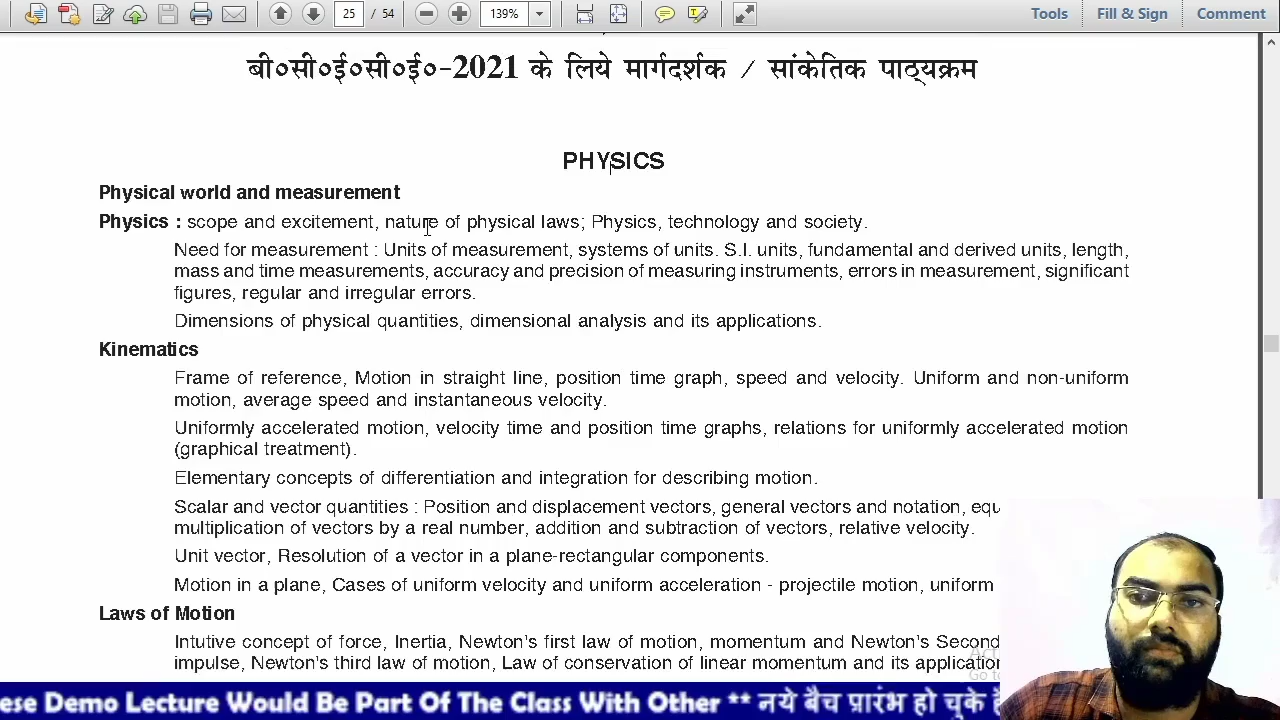 25 / 54 139% Tools Fill & Sign Comment
बी०सी०ई०सी०ई०-2021 के लिये मार्गदर्शक / सांकेतिक पाठ्यक्रम
PHYSICS
Physical world and measurement
Physics : scope and excitement, nature of physical laws; Physics, technology and society.
Need for measurement : Units of measurement, systems of units. S.I. units, fundamental and derived units, length,
mass and time measurements, accuracy and precision of measuring instruments, errors in measurement, significant
figures, regular and irregular errors.
Dimensions of physical quantities, dimensional analysis and its applications.
Kinematics
Frame of reference, Motion in straight line, position time graph, speed and velocity. Uniform and non-uniform
motion, average speed and instantaneous velocity.
Uniformly accelerated motion, velocity time and position time graphs, relations for uniformly accelerated motion
(graphical treatment).
Elementary concepts of differentiation and integration for describing motion.
Scalar and vector quantities : Position and displacement vectors, general vectors and notation,
multiplication of vectors by a real number, addition and subtraction of vectors, relative velocity.
Unit vector, Resolution of a vector in a plane-rectangular components.
Motion in a plane, Cases of uniform velocity and uniform acceleration - projectile motion, uniform
Laws of Motion
Intutive concept of force, Inertia, Newton's first law of motion, momentum and Newton's Second
impulse, Newton's third law of motion, Law of conservation of linear momentum and its
Demo Lecture Would Be Part Of The Class With Other ** नये बैच प्रारंभ हो चुके